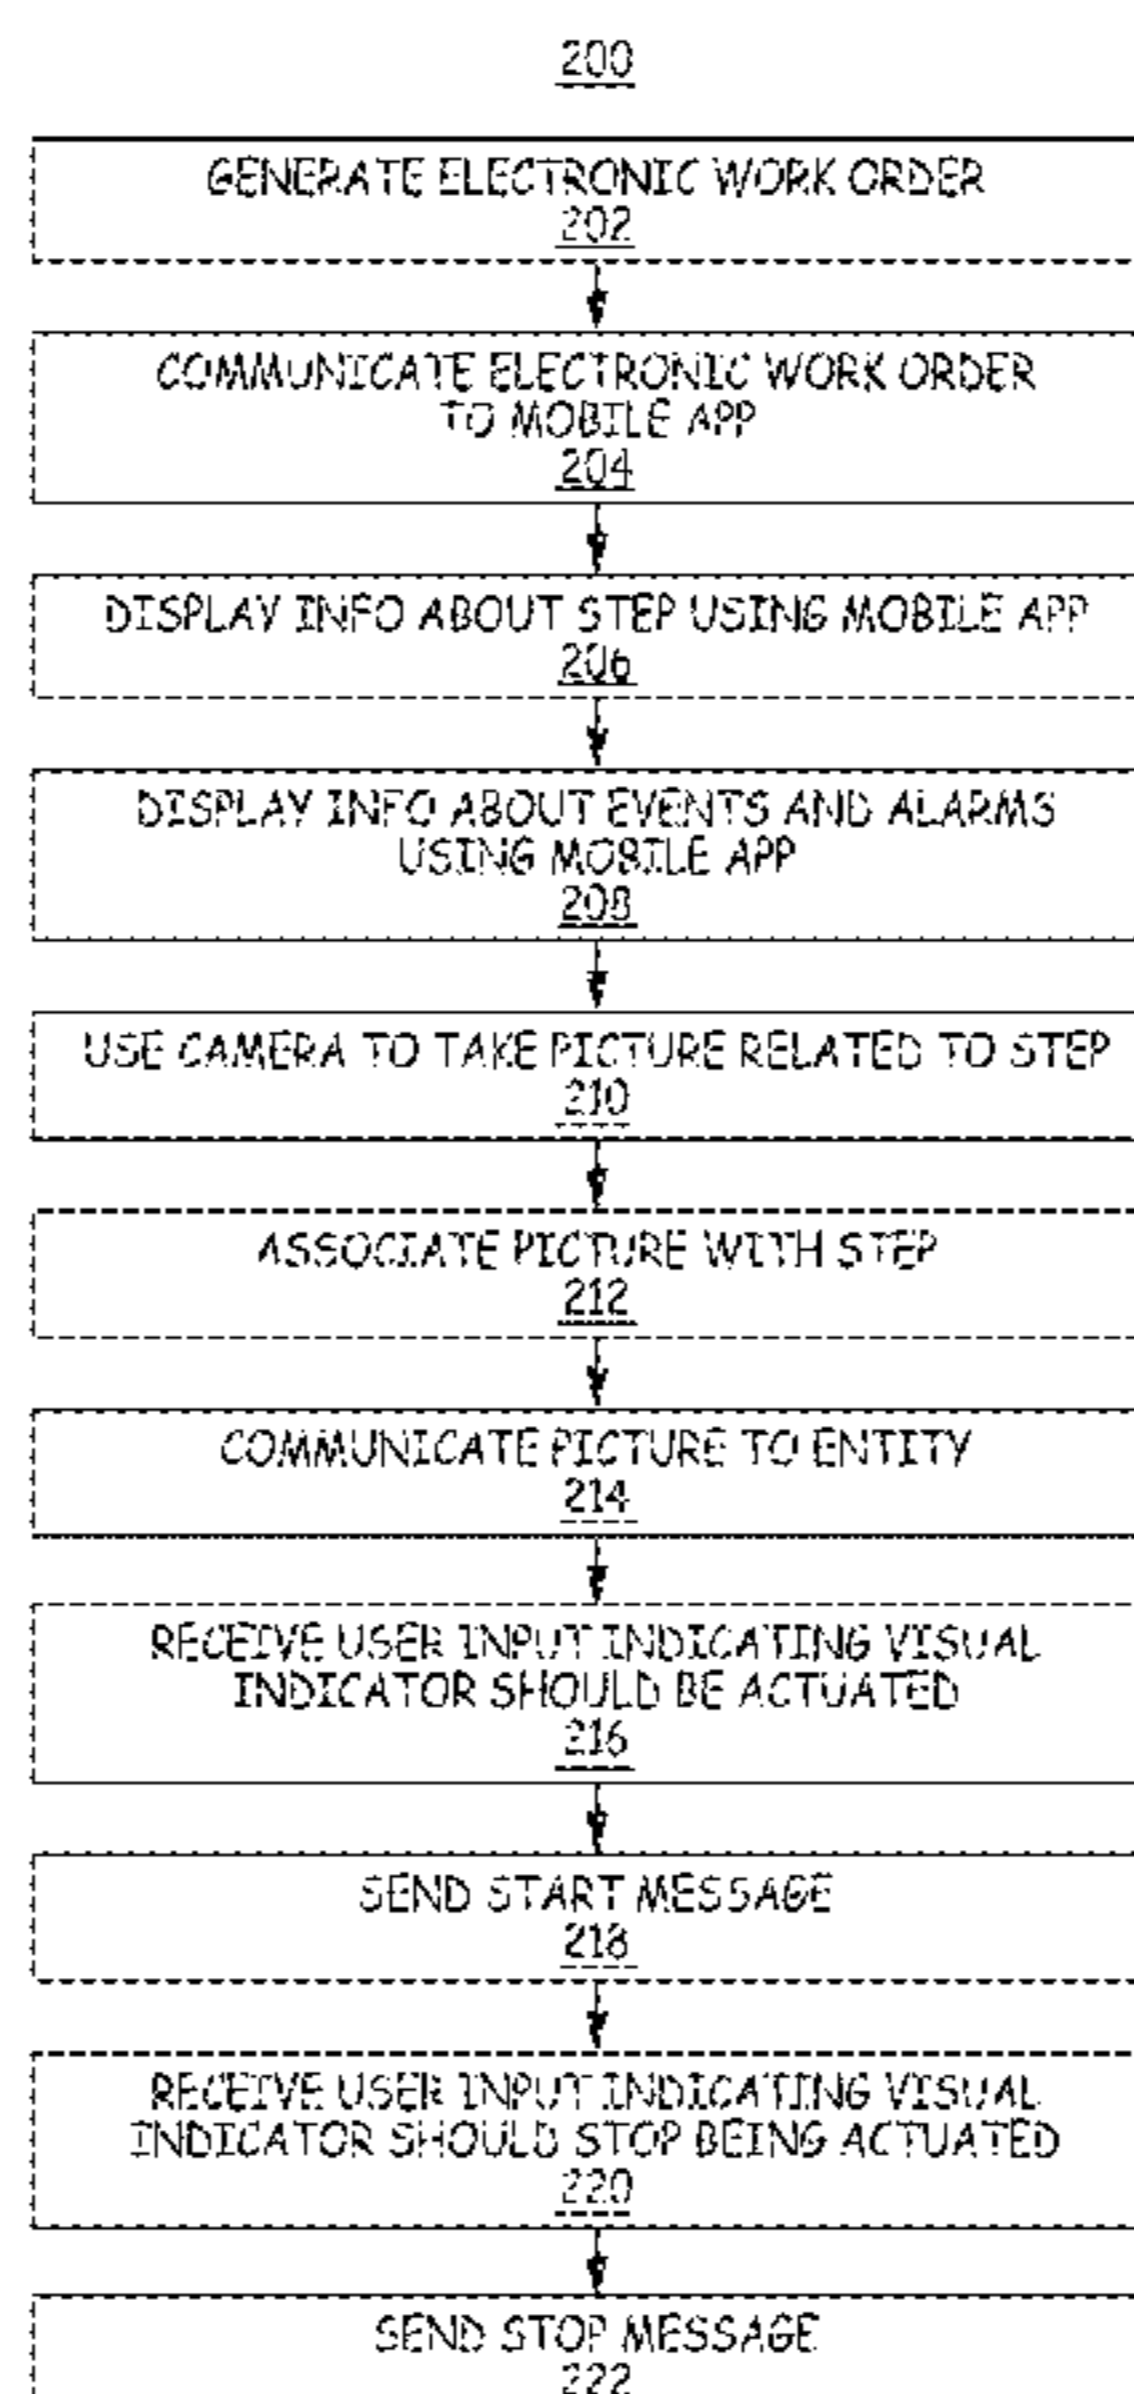 200
GENERATE ELECTRONIC WORK ORDER
202
COMMUNICATE ELECTRONIC WORK ORDER
TO MOBILE APP
204
DISPLAY INFO ABOUT STEP USING MOBILE APP
206
DISPLAY INFO ABOUT EVENTS AND ALARMS
USING MOBILE APP
208
USE CAMERA TO TAKE PICTURE RELATED TO STEP
210
ASSOCIATE PICTURE WITH STEP
212
COMMUNICATE PICTURE TO ENTITY
214
RECEIVE USER INPUT INDICATING VISUAL
INDICATOR SHOULD BE ACTUATED
216
SEND START MESSAGE
218
RECEIVE USER INPUT INDICATING VISUAL
INDICATOR SHOULD STOP BEING ACTUATED
220
SEND STOP MESSAGE
222